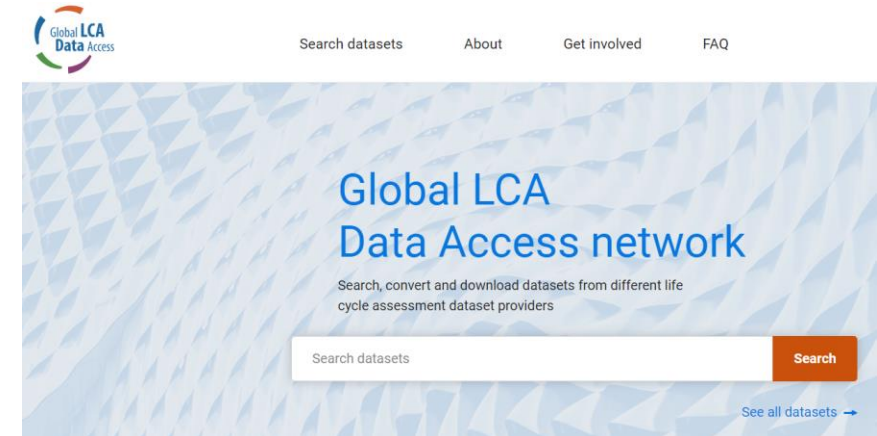 Global LCA
Data Access
Search datasets
About
Get involved
FAQ
Global LCA
Data Access network
Search, convert and download datasets from different life
cycle assessment dataset providers
Search datasets
Search
See all datasets →